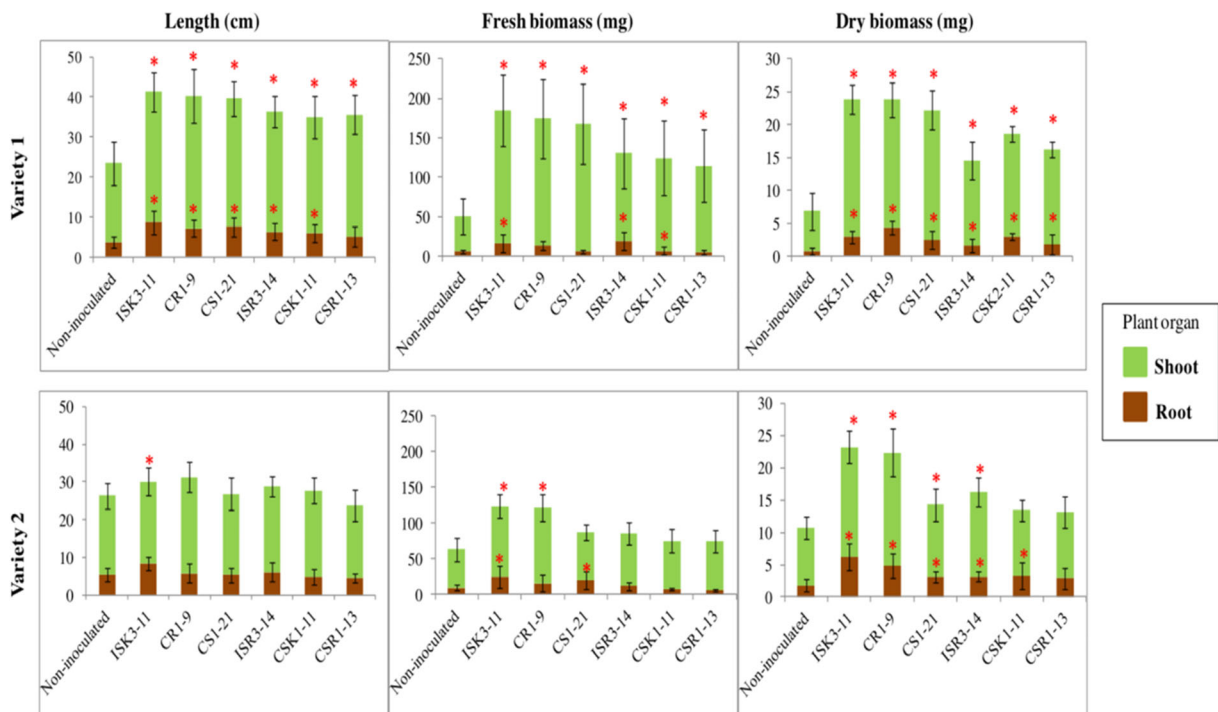 Length (cm)
Fresh biomass (mg)
Dry biomass (mg)
Variety 1
50
40
30
20
10
0
*
*
*
*
*
*
*
*
*
*
*
Non-inoculated
ISK3-11
CR1-9
CS1-21
ISR3-14
CSK1-11
CSR1-13
250
200
150
100
50
0
*
*
*
*
*
*
*
*
*
Non-inoculated
ISK3-11
CR1-9
CS1-21
ISR3-14
CSK1-11
CSR1-13
30
25
20
15
10
5
0
*
*
*
*
*
*
*
*
*
*
*
*
Non-inoculated
ISK3-11
CR1-9
CS1-21
ISR3-14
CSK2-11
CSR1-13
Plant organ
Shoot
Root
Variety 2
50
40
30
20
10
0
*
Non-inoculated
ISK3-11
CR1-9
CS1-21
ISR3-14
CSK1-11
CSR1-13
250
200
150
100
50
0
*
*
*
*
Non-inoculated
ISK3-11
CR1-9
CS1-21
ISR3-14
CSK1-11
CSR1-13
30
25
20
15
10
5
0
*
*
*
*
*
*
*
*
*
Non-inoculated
ISK3-11
CR1-9
CS1-21
ISR3-14
CSK1-11
CSR1-13